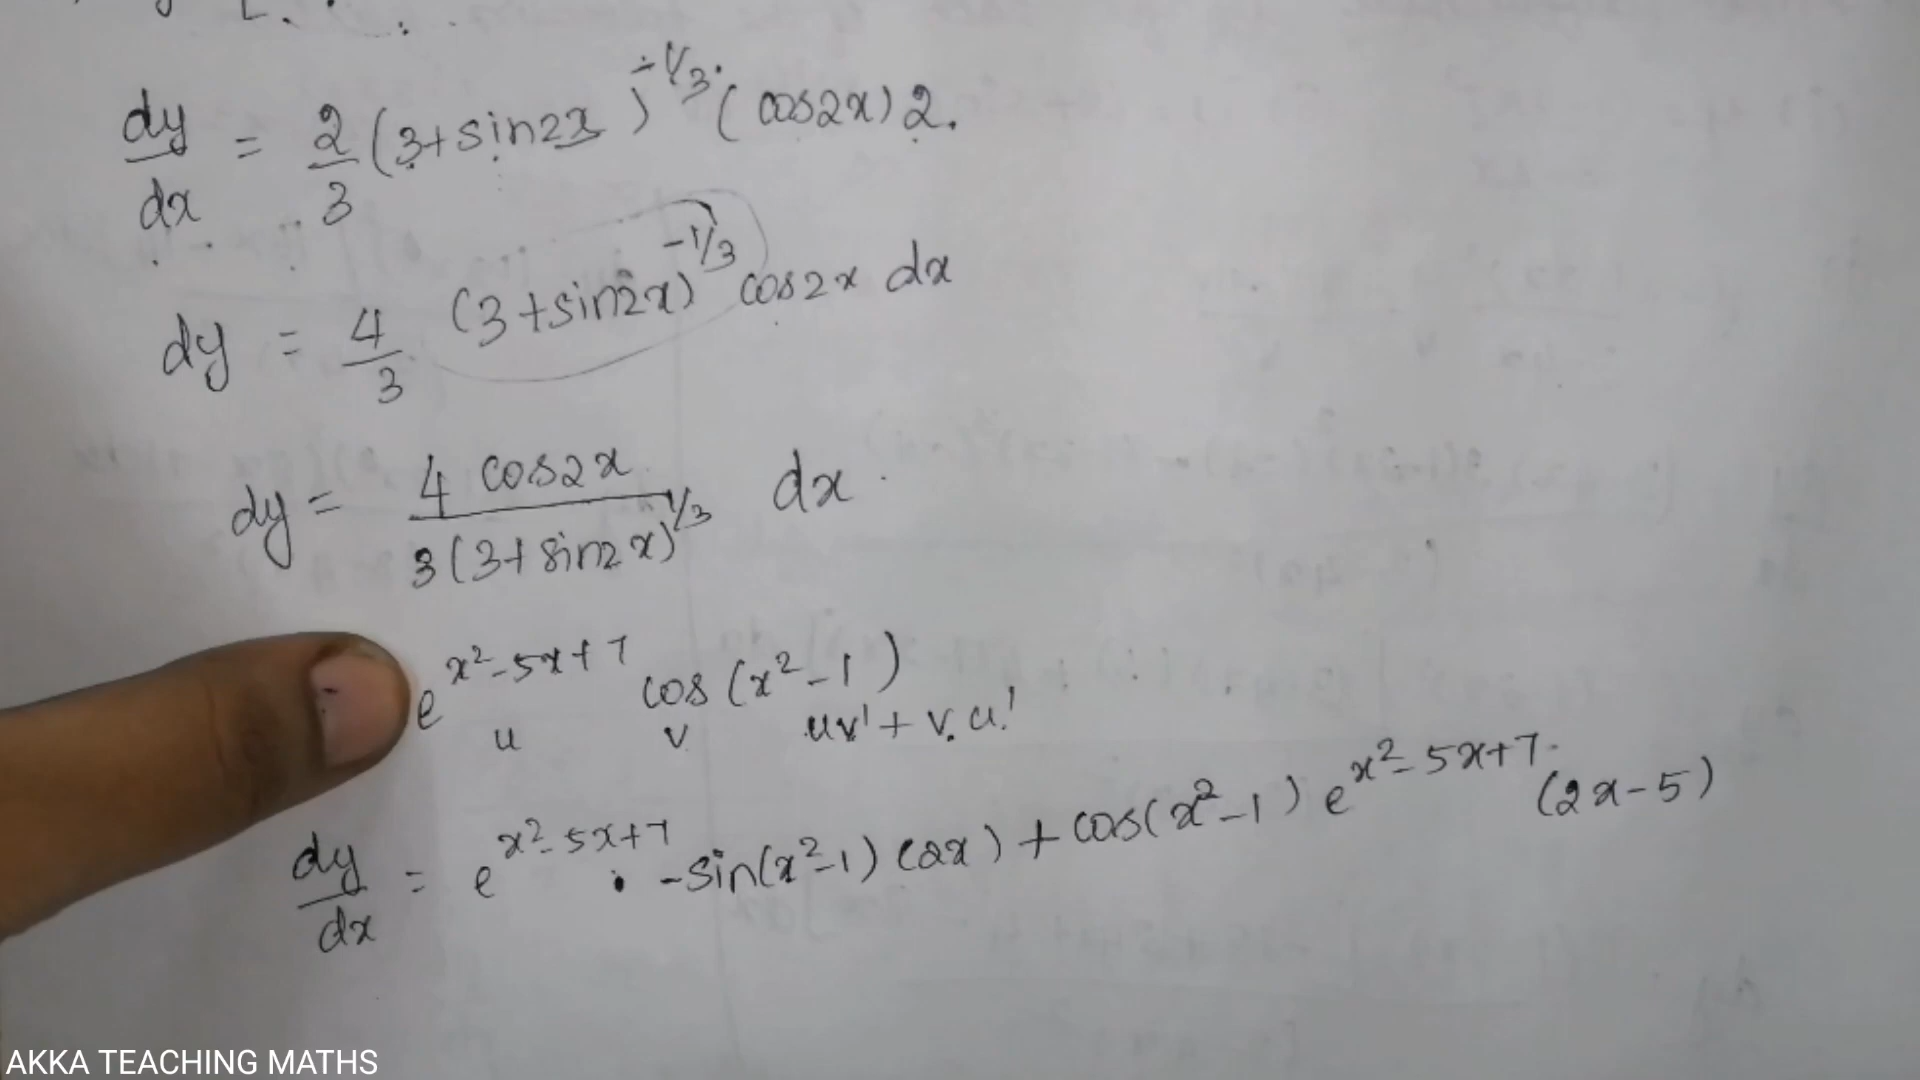 dy/dx = 2/3 (3+sin2x)^-1/3 (cos2x) 2.
dy = 4/3 (3+sin2x)^-1/3 cos2x dx
dy = 4 cos2x / 3(3+sin2x)^1/3 dx.
e^x²-5x+7 cos(x²-1)
u v uv' + v.u'
dy/dx = e^x²-5x+7 · -sin(x²-1) (2x) + cos(x²-1) e^x²-5x+7 (2x-5)
AKKA TEACHING MATHS